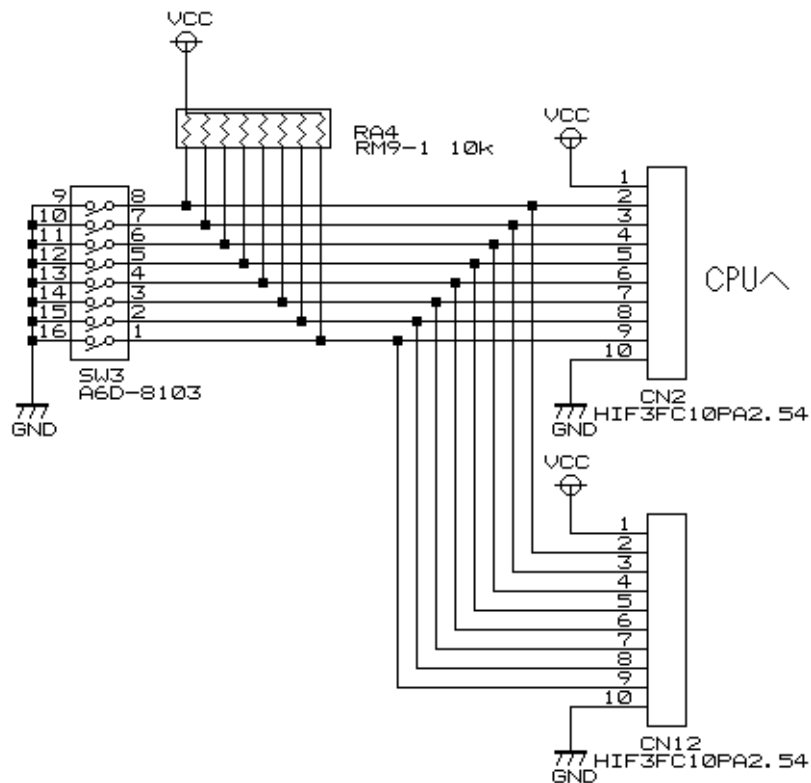 VCC
RA4
RM9-1 10k
VCC
1
2
3
4
5
6
7
8
9
10
CPUへ
9
10
11
12
13
14
15
16
8
7
6
5
4
3
2
1
SW3
A6D-8103
GND
CN2
HIF3FC10PA2.54
GND
VCC
1
2
3
4
5
6
7
8
9
10
CN12
HIF3FC10PA2.54
GND